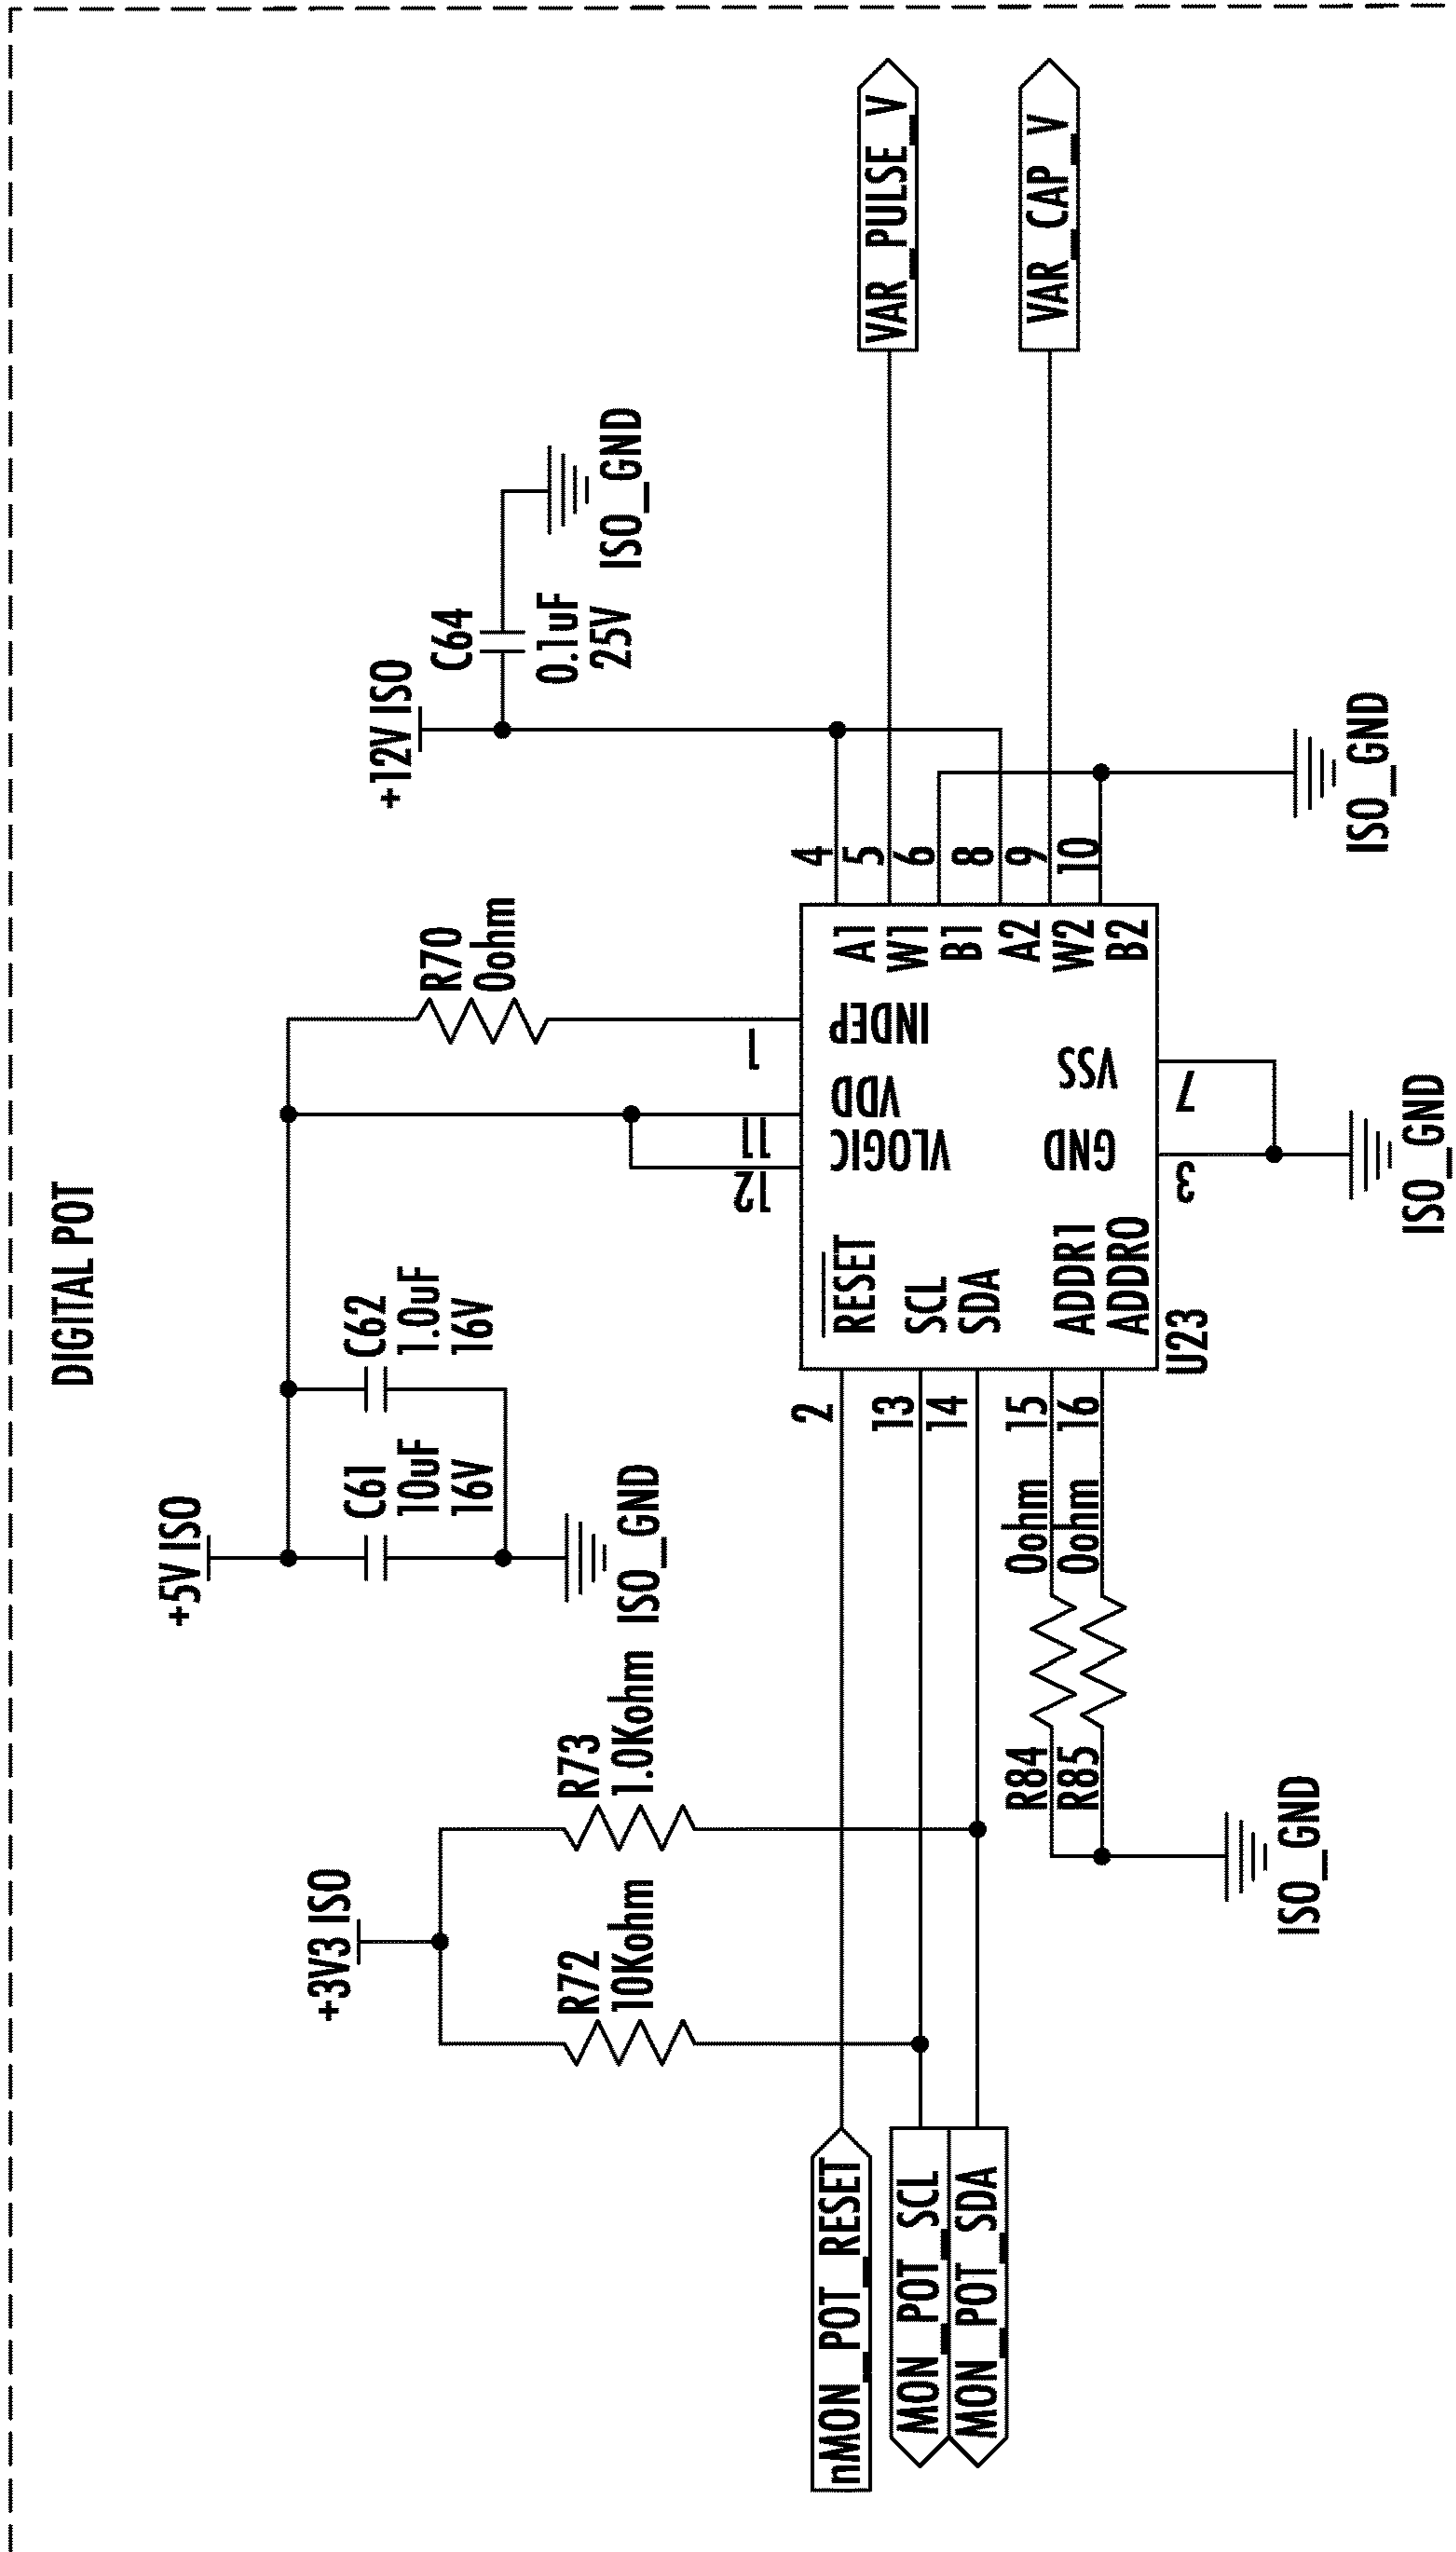 DIGITAL POT
+5V ISO
C61
10uF
16V
C62
1.0uF
16V
ISO_GND
+3V3 ISO
R72
10Kohm
R73
1.0Kohm
R70
0ohm
+12V ISO
C64
0.1uF
25V
ISO_GND
nMON_POT_RESET
MON_POT_SCL
MON_POT_SDA
2
13
14
15
16
0ohm
0ohm
R84
R85
ISO_GND
RESET
SCL
SDA
ADDR1
ADDR0
U23
12
11
1
VLOGIC
VDD
INDEP
GND
VSS
3
7
ISO_GND
A1
W1
B1
A2
W2
B2
4
5
6
8
9
10
ISO_GND
VAR_PULSE_V
VAR_CAP_V